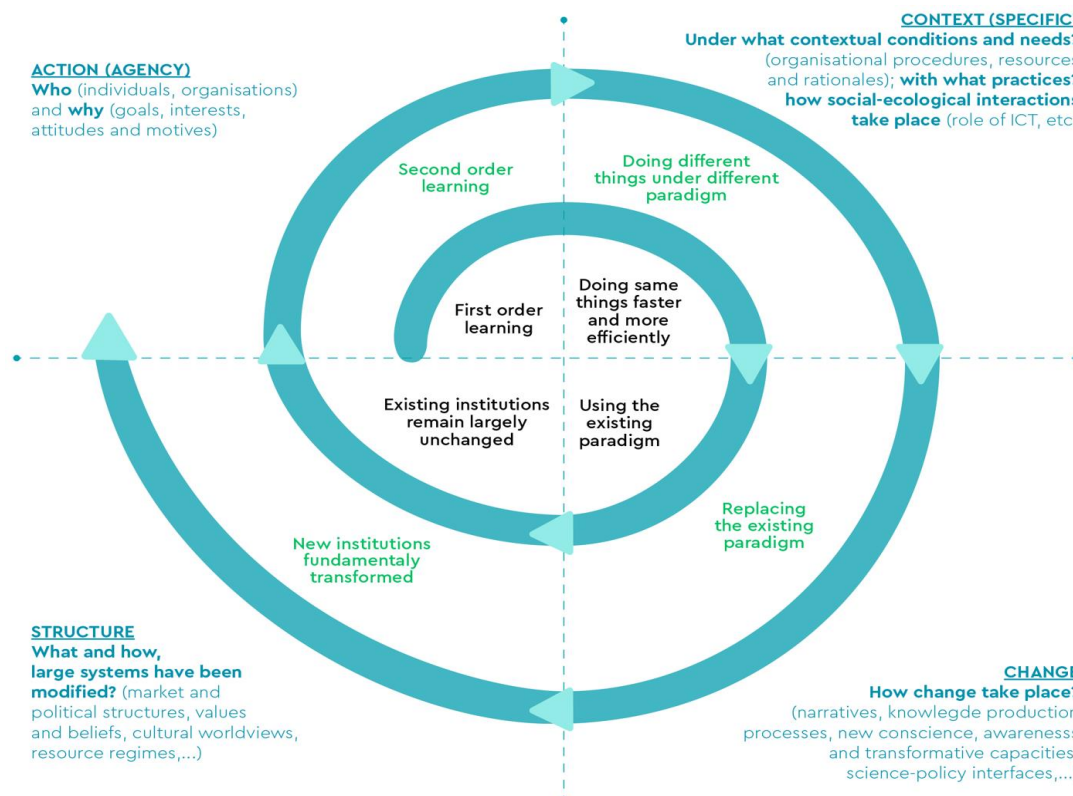 ACTION (AGENCY)
Who (individuals, organisations)
and why (goals, interests,
attitudes and motives)
CONTEXT (SPECIFIC
Under what contextual conditions and needs?
(organisational procedures, resources
and rationales); with what practices?
how social-ecological interactions
take place (role of ICT, etc
Second order
learning
Doing different
things under different
paradigm
First order
learning
Doing same
things faster
and more
efficiently
Existing institutions
remain largely
unchanged
Using the
existing
paradigm
New institutions
fundamentaly
transformed
Replacing
the existing
paradigm
STRUCTURE
What and how,
large systems have been
modified? (market and
political structures, values
and beliefs, cultural worldviews,
resource regimes,...)
CHANGE
How change take place?
(narratives, knowlegde production
processes, new conscience, awareness
and transformative capacities
science-policy interfaces,...